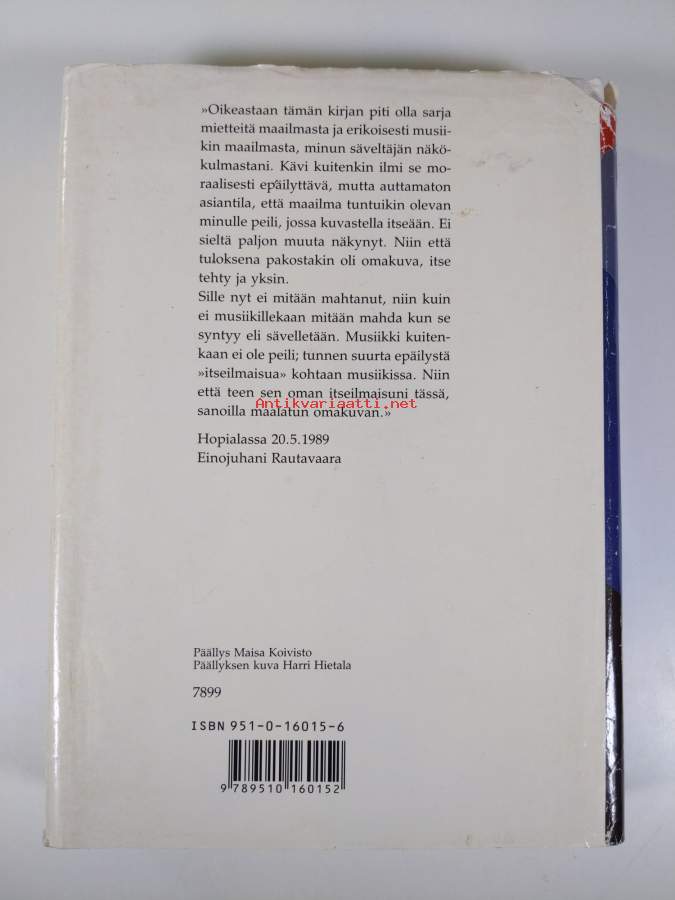 »Oikeastaan tämän kirjan piti olla sarja
mietteitä maailmasta ja erikoisesti musii-
kin maailmasta, minun säveltäjän näkö-
kulmastani. Kävi kuitenkin ilmi se mo-
raalisesti epäilyttävä, mutta auttamaton
asiantila, että maailma tuntuikin olevan
minulle peili, jossa kuvastella itseään. Ei
sieltä paljon muuta näkynyt. Niin että
tuloksena pakostakin oli omakuva, itse
tehty ja yksin.
Sille nyt ei mitään mahtanut, niin kuin
ei musiikillekaan mitään mahda kun se
syntyy eli sävelletään. Musiikki kuiten-
kaan ei ole peili; tunnen suurta epäilystä
»itseilmaisua» kohtaan musiikissa. Niin
että teen sen oman itseilmaisuni tässä,
sanoilla maalatun omakuvan.»
Antikvariaatti.net
Hopialassa 20.5.1989
Einojuhani Rautavaara
Päällys Maisa Koivisto
Päällyksen kuva Harri Hietala
7899
ISBN 951-0-16015-6
9 789510 160152